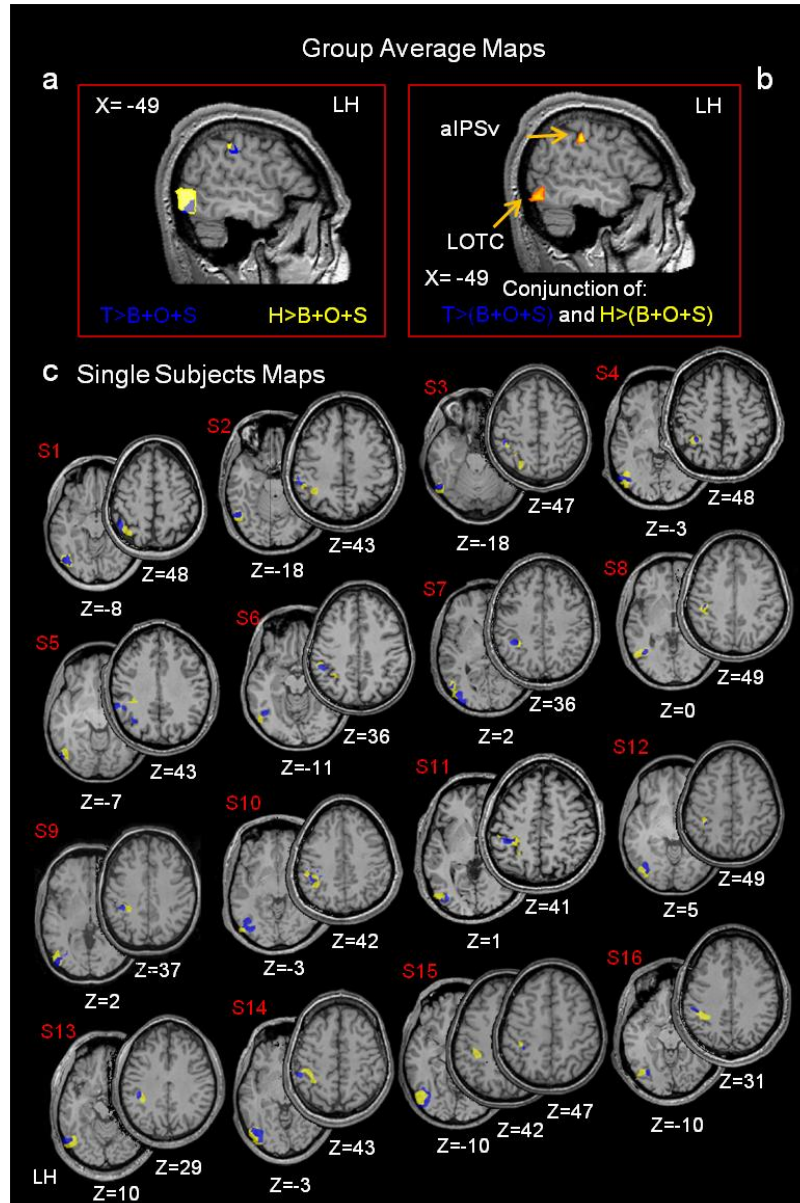 Group Average Maps
a
X= -49
LH
T>B+O+S
H>B+O+S
b
LH
aIPSv
LOTC
X= -49
Conjunction of:
T>(B+O+S) and H>(B+O+S)
c Single Subjects Maps
S1
Z=-8
Z=48
S2
Z=-18
Z=43
S3
Z=-18
Z=47
S4
Z=-3
Z=48
S5
Z=-7
Z=43
S6
Z=-11
Z=36
S7
Z=2
Z=36
S8
Z=0
Z=49
S9
Z=2
Z=37
S10
Z=-3
Z=42
S11
Z=1
Z=41
S12
Z=5
Z=49
S13
LH
Z=10
Z=29
S14
Z=-3
Z=43
S15
Z=-10
Z=42
Z=47
S16
Z=-10
Z=31